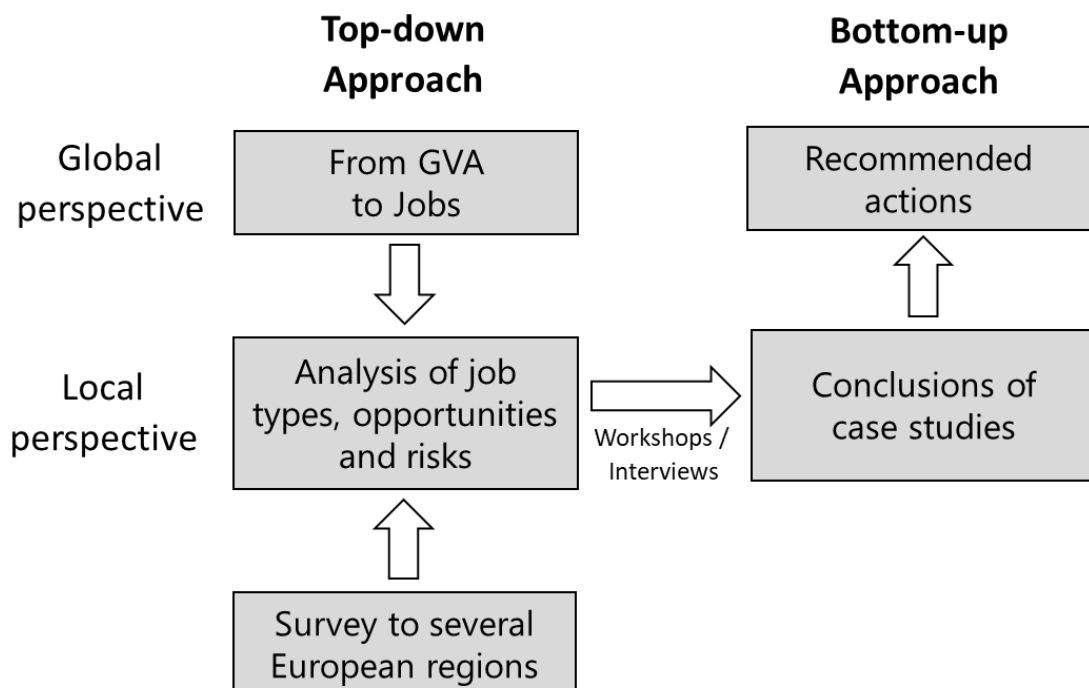 Top-down
Approach
Bottom-up
Approach
Global
perspective
From GVA
to Jobs
Recommended
actions
Local
perspective
Analysis of job
types, opportunities
and risks
Workshops /
Interviews
Conclusions of
case studies
Survey to several
European regions